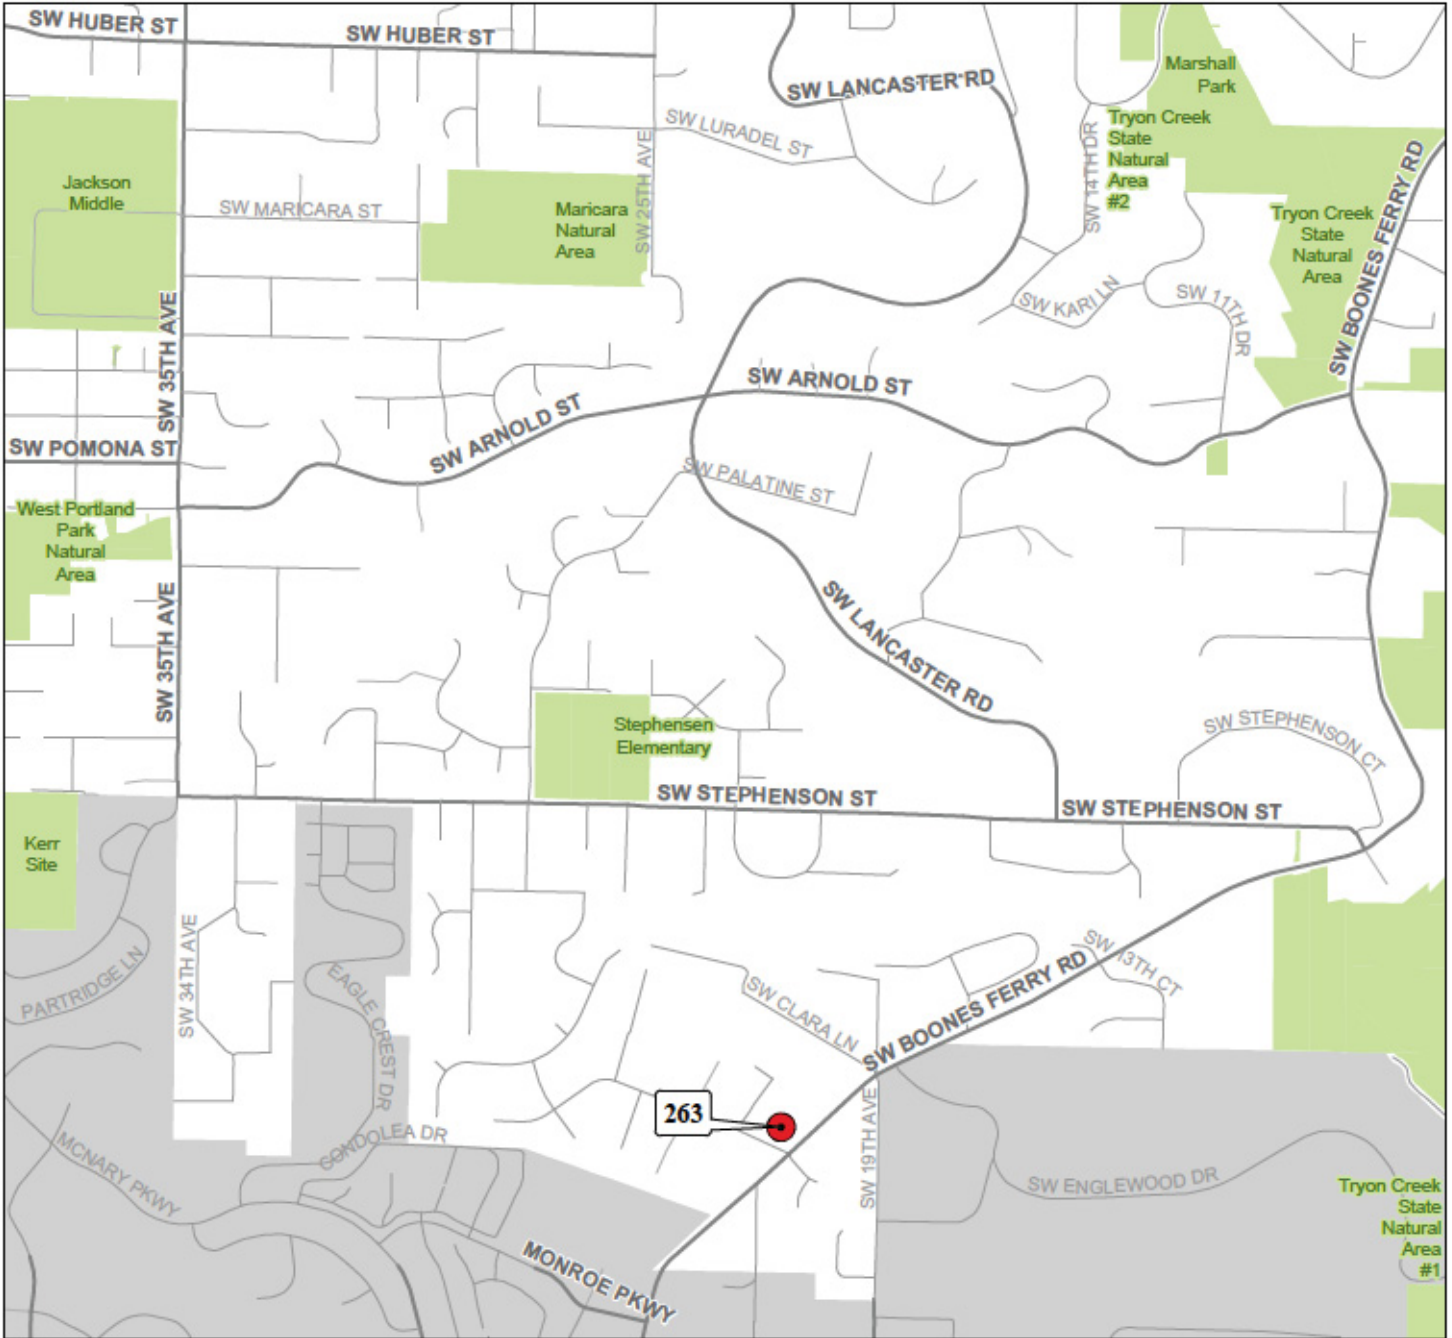 SW HUBER ST
SW HUBER ST
SW LANCASTER RD
Marshall
Park
SW LURADEL ST
SW 25TH AVE
SW 14TH DR
Tryon Creek
State
Natural
Area
#2
SW BOONES FERRY RD
Jackson
Middle
SW MARICARA ST
Maricara
Natural
Area
Tryon Creek
State
Natural
Area
SW KARI LN
SW 11TH DR
SW 35TH AVE
SW ARNOLD ST
SW ARNOLD ST
SW POMONA ST
SW PALATINE ST
West Portland
Park
Natural
Area
SW 35TH AVE
SW LANCASTER RD
Stephensen
Elementary
SW STEPHENSON CT
SW STEPHENSON ST
SW STEPHENSON ST
Kerr
Site
SW 34TH AVE
PARTRIDGE LN
EAGLE CREST DR
SW CLARA LN
SW BOONES FERRY RD
SW 13TH CT
263
SW 19TH AVE
GONDOLEA DR
MCNARY PKWY
SW ENGLEWOOD DR
Tryon Creek
State
Natural
Area
#1
MONROE PKWY